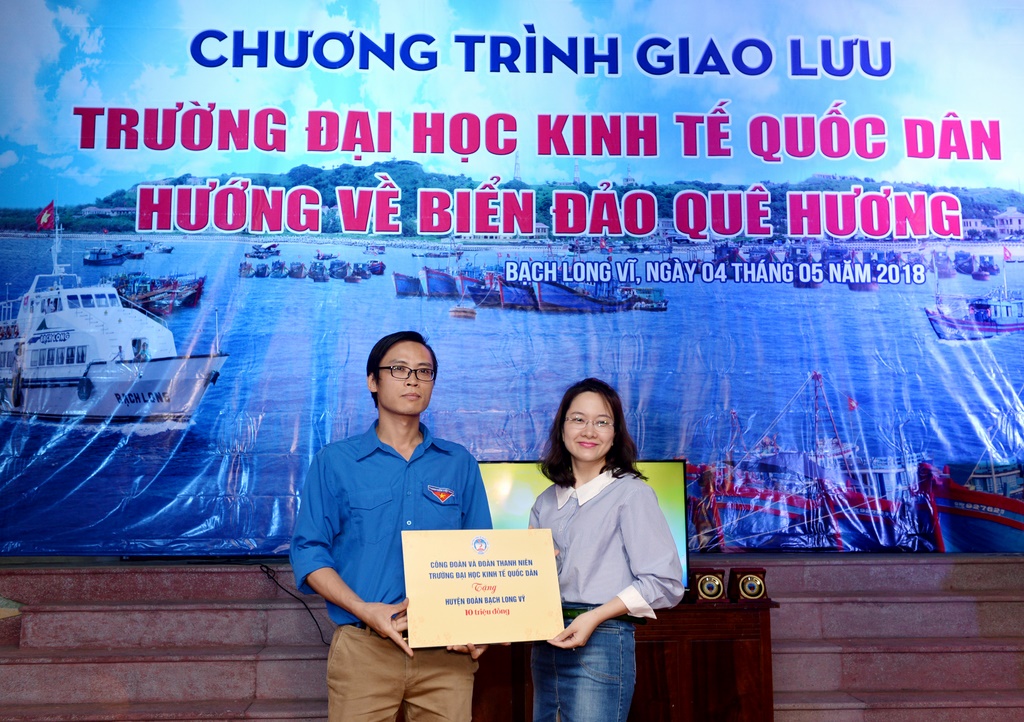 CHƯƠNG TRÌNH GIAO LƯU
TRƯỜNG ĐẠI HỌC KINH TẾ QUỐC DÂN
HƯỚNG VỀ BIỂN ĐẢO QUÊ HƯƠNG
BẠCH LONG VĨ, NGÀY 04 THÁNG 05 NĂM 2018
BẠCH LONG
CÔNG ĐOÀN VÀ ĐOÀN THANH NIÊN
TRƯỜNG ĐẠI HỌC KINH TẾ QUỐC DÂN
Tặng
HUYỆN ĐOÀN BẠCH LONG VỸ
10 triệu đồng